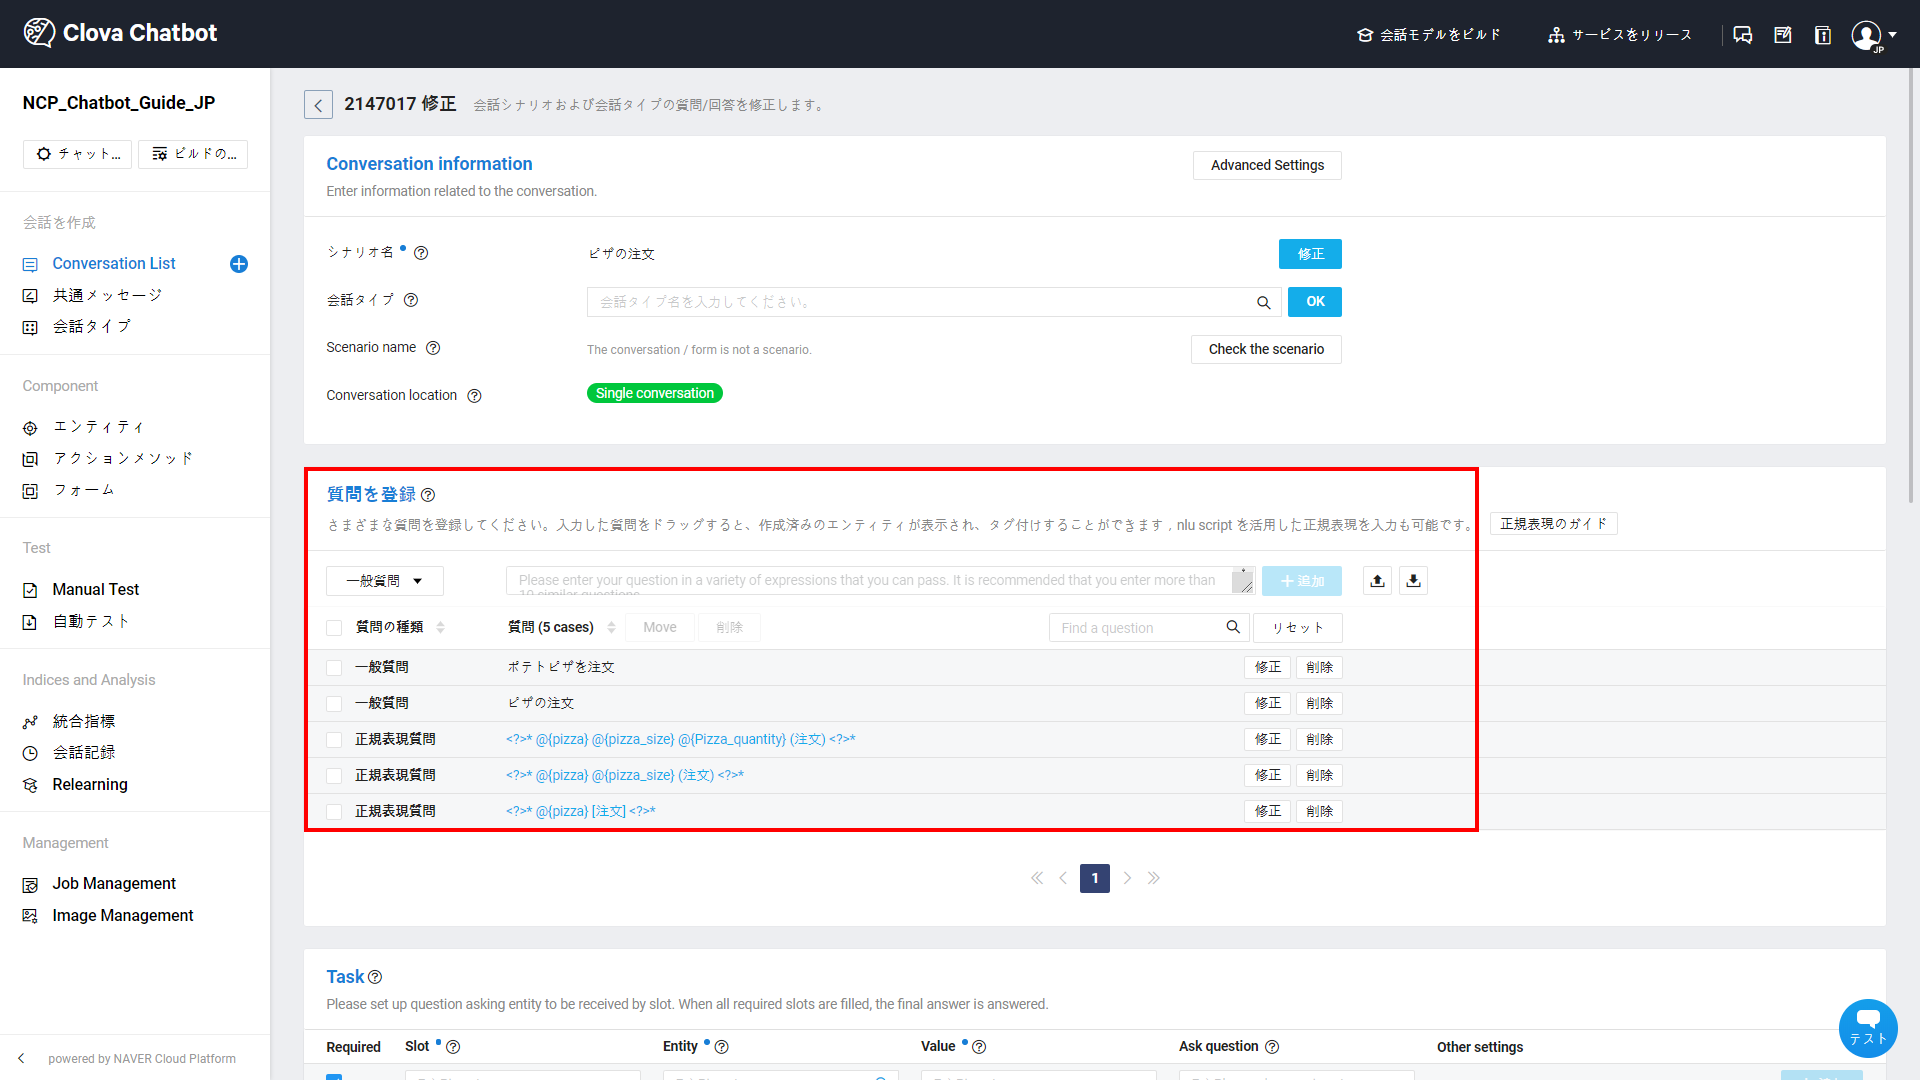 Clova Chatbot
会話モデルをビルド
サービスをリリース
JP
NCP_Chatbot_Guide_JP
チャット...
ビルドの...
会話を作成
Conversation List
共通メッセージ
会話タイプ
Component
エンティティ
アクションメソッド
フォーム
Test
Manual Test
自動テスト
Indices and Analysis
統合指標
会話記録
Relearning
Management
Job Management
Image Management
powered by NAVER Cloud Platform
2147017 修正 会話シナリオおよび会話タイプの質問/回答を修正します。
Conversation information
Advanced Settings
Enter information related to the conversation.
シナリオ名 ピザの注文 修正
会話タイプ 会話タイプ名を入力してください。 OK
Scenario name The conversation / form is not a scenario. Check the scenario
Conversation location Single conversation
質問を登録
さまざまな質問を登録してください。入力した質問をドラッグすると、作成済みのエンティティが表示され、タグ付けすることができます , nlu script を活用した正規表現を入力も可能です。 正規表現のガイド
一般質問 Please enter your question in a variety of expressions that you can pass. It is recommended that you enter more than ＋追加
10 similar questions.
質問の種類 質問 (5 cases) Move 削除 Find a question リセット
一般質問 ポテトピザを注文 修正 削除
一般質問 ピザの注文 修正 削除
正規表現質問 <?>* @{pizza} @{pizza_size} @{Pizza_quantity} (注文) <?>* 修正 削除
正規表現質問 <?>* @{pizza} @{pizza_size} (注文) <?>* 修正 削除
正規表現質問 <?>* @{pizza} [注文] <?>* 修正 削除
1
Task
Please set up question asking entity to be received by slot. When all required slots are filled, the final answer is answered.
Required Slot Entity Value Ask question Other settings
テスト